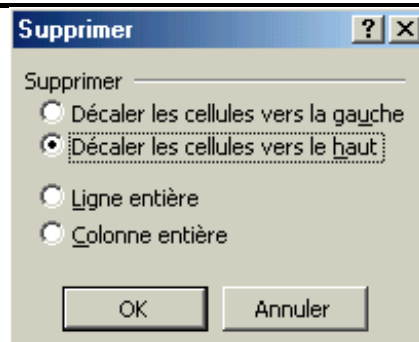 Supprimer
Supprimer
Décaler les cellules vers la gauche
Décaler les cellules vers le haut
Ligne entière
Colonne entière
OK Annuler